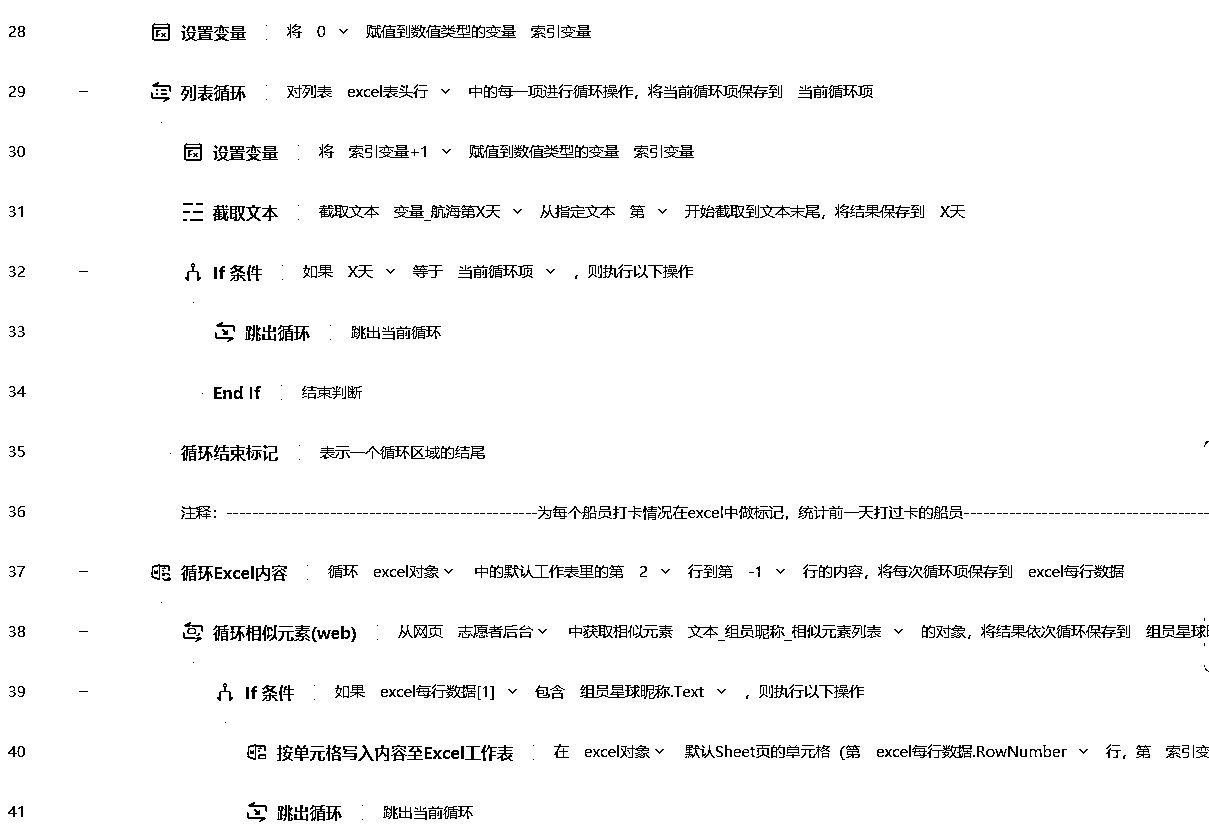 28 设置变量 将 0 赋值到数值类型的变量 索引变量
29 列表循环 对列表 excel表头行 中的每一项进行循环操作，将当前循环项保存到 当前循环项
30 设置变量 将 索引变量+1 赋值到数值类型的变量 索引变量
31 截取文本 截取文本 变量_航海第X天 从指定文本 第 开始截取到文本末尾，将结果保存到 X天
32 If 条件 如果 X天 等于 当前循环项 ，则执行以下操作
33 跳出循环 跳出当前循环
34 End If 结束判断
35 循环结束标记 表示一个循环区域的结尾
36 注释：------------------------------------------------为每个船员打卡情况在excel中做标记，统计前一天打过卡的船员--------------------------------------
37 循环Excel内容 循环 excel对象 中的默认工作表里的第 2 行到第 -1 行的内容，将每次循环项保存到 excel每行数据
38 循环相似元素(web) 从网页 志愿者后台 中获取相似元素 文本_组员昵称_相似元素列表 的对象，将结果依次循环保存到 组员星球
39 If 条件 如果 excel每行数据[1] 包含 组员星球昵称.Text ，则执行以下操作
40 按单元格写入内容至Excel工作表 在 excel对象 默认Sheet页的单元格（第 excel每行数据.RowNumber 行，第 索引变
41 跳出循环 跳出当前循环